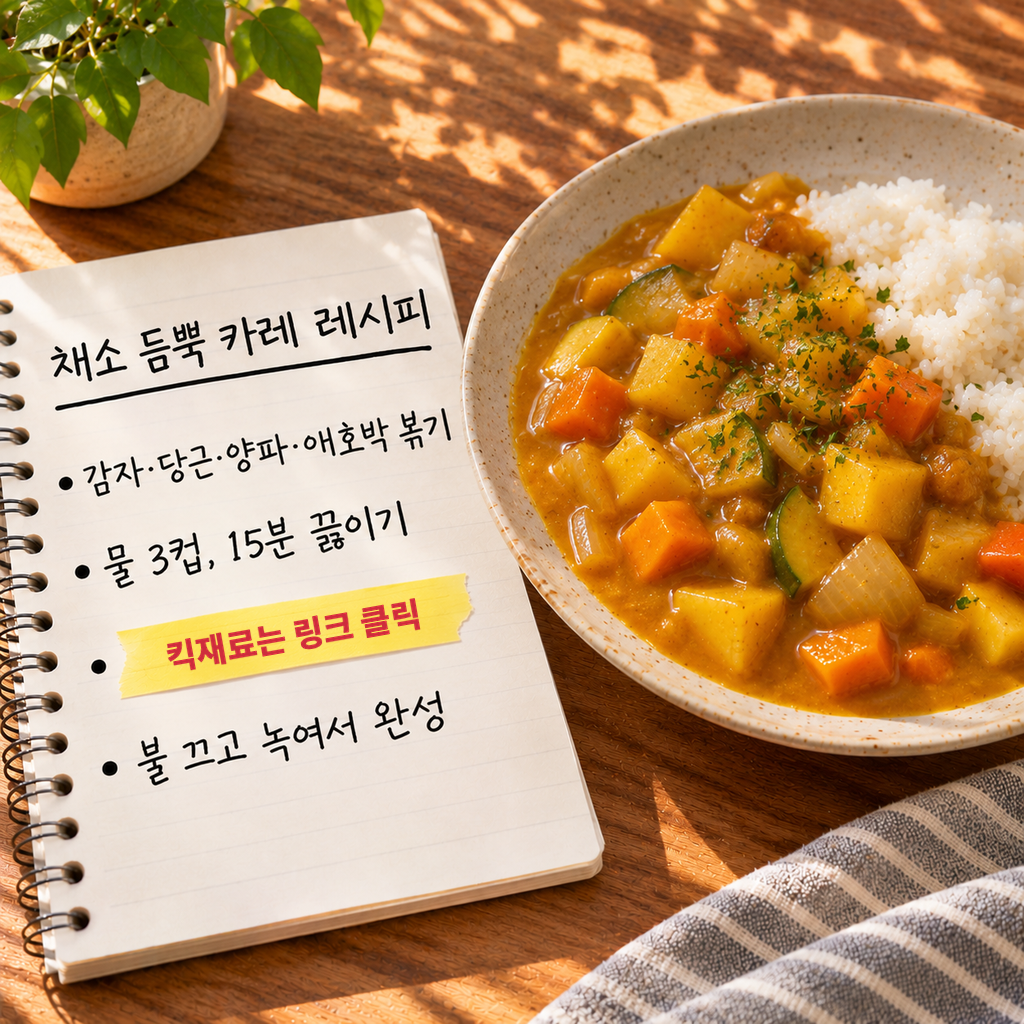 채소 듬뿍 카레 레시피
• 감자·당근·양파·애호박 볶기
• 물 3컵, 15분 끓이기
• 킥재료는 링크 클릭
• 불 끄고 녹여서 완성